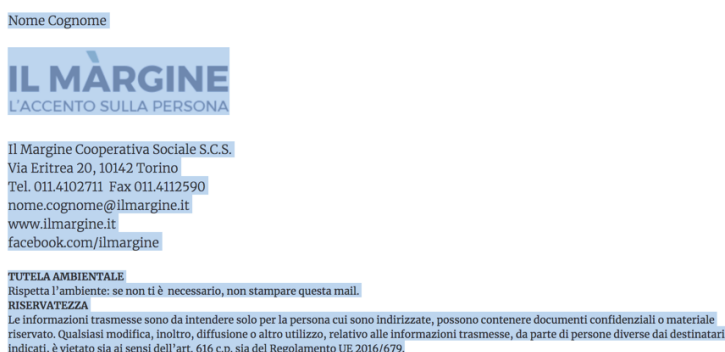 Nome Cognome
IL MÀRGINE
L'ACCENTO SULLA PERSONA
Il Margine Cooperativa Sociale S.C.S.
Via Eritrea 20, 10142 Torino
Tel. 011.4102711 Fax 011.4112590
nome.cognome@ilmargine.it
www.ilmargine.it
facebook.com/ilmargine
TUTELA AMBIENTALE
Rispetta l'ambiente: se non ti è necessario, non stampare questa mail.
RISERVATEZZA
Le informazioni trasmesse sono da intendere solo per la persona cui sono indirizzate, possono contenere documenti confidenziali o materiale
riservato. Qualsiasi modifica, inoltro, diffusione o altro utilizzo, relativo alle informazioni trasmesse, da parte di persone diverse dai destinatari
indicati, è vietato sia ai sensi dell'art. 616 c.p. sia del Regolamento UE 2016/679.